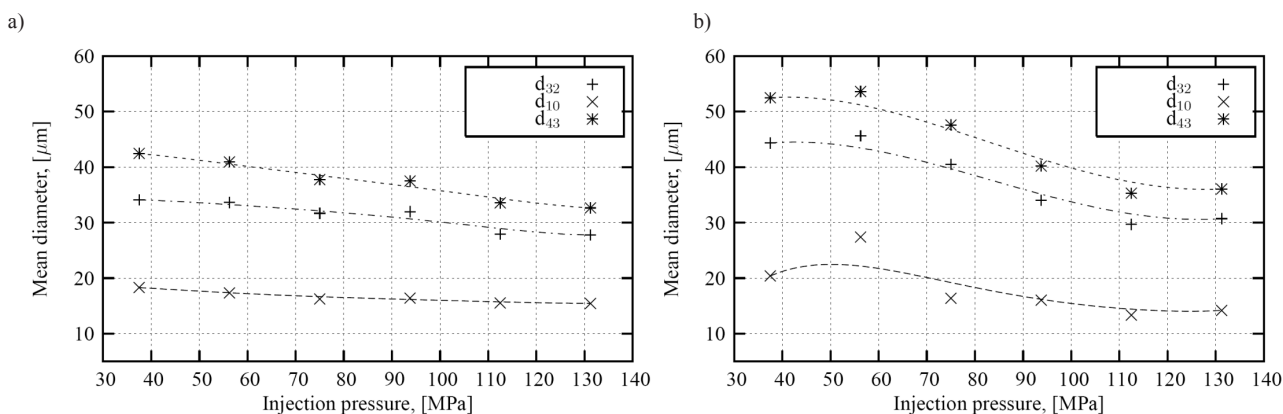 a)
60
50
40
30
20
10
Mean diameter, [μm]
d32 +
d10 ×
d43 ✳
30 40 50 60 70 80 90 100 110 120 130 140
Injection pressure, [MPa]
b)
60
50
40
30
20
10
Mean diameter, [μm]
d32 +
d10 ×
d43 ✳
30 40 50 60 70 80 90 100 110 120 130 140
Injection pressure, [MPa]